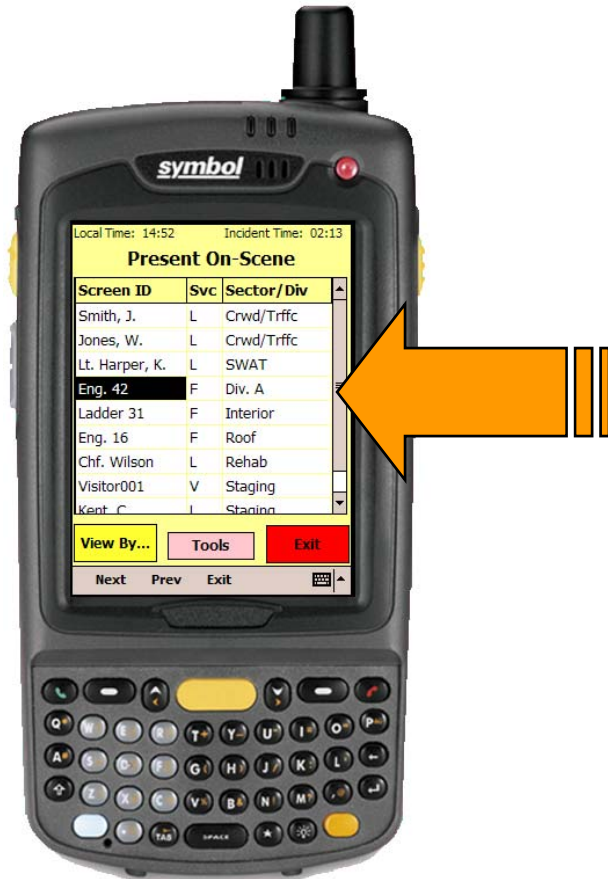 symbol
Local Time: 14:52 Incident Time: 02:13
Present On-Scene
Screen ID Svc Sector/Div
Smith, J. L Crwd/Trffc
Jones, W. L Crwd/Trffc
Lt. Harper, K. L SWAT
Eng. 42 F Div. A
Ladder 31 F Interior
Eng. 16 F Roof
Chf. Wilson L Rehab
Visitor001 V Staging
Kent, C. L Staging
View By... Tools Exit
Next Prev Exit
Q W E R T Y U I O P
A S D F G H J K L
Z X C V B N M
TAB SPACE